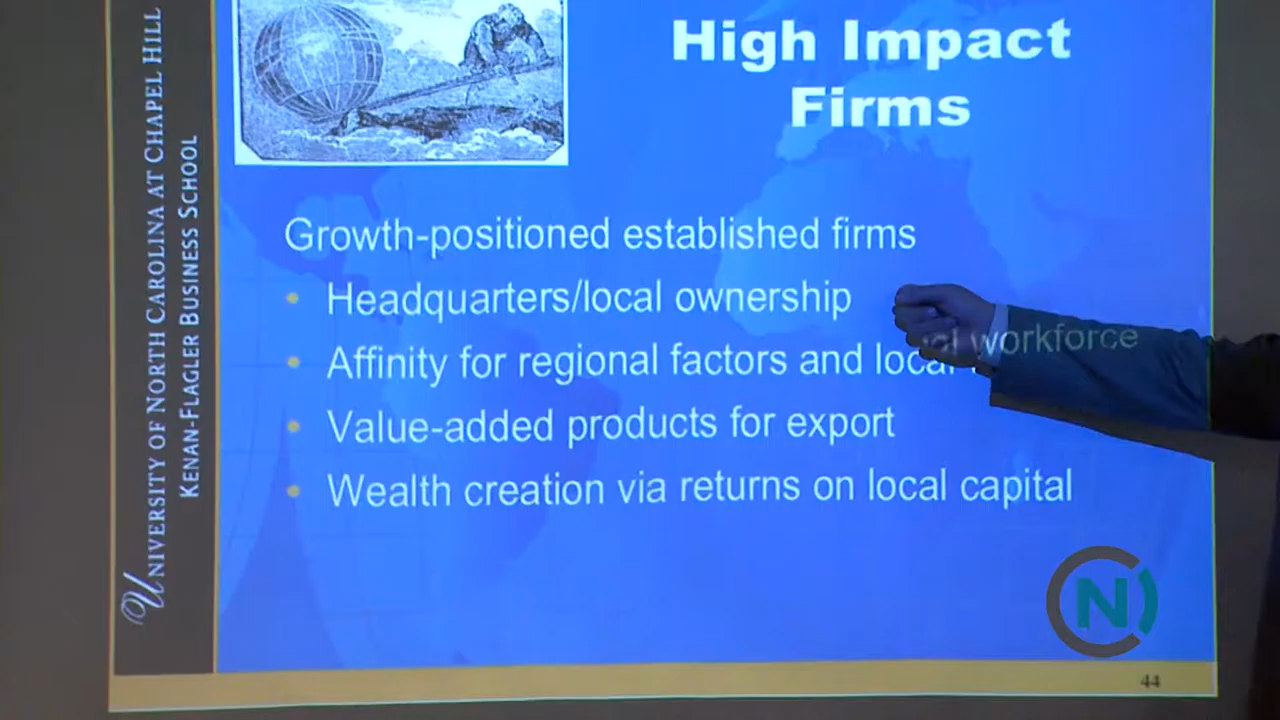 UNIVERSITY OF NORTH CAROLINA AT CHAPEL HILL
KENAN-FLAGLER BUSINESS SCHOOL
High Impact
Firms
Growth-positioned established firms
• Headquarters/local ownership
• Affinity for regional factors and local workforce
• Value-added products for export
• Wealth creation via returns on local capital
CN
44